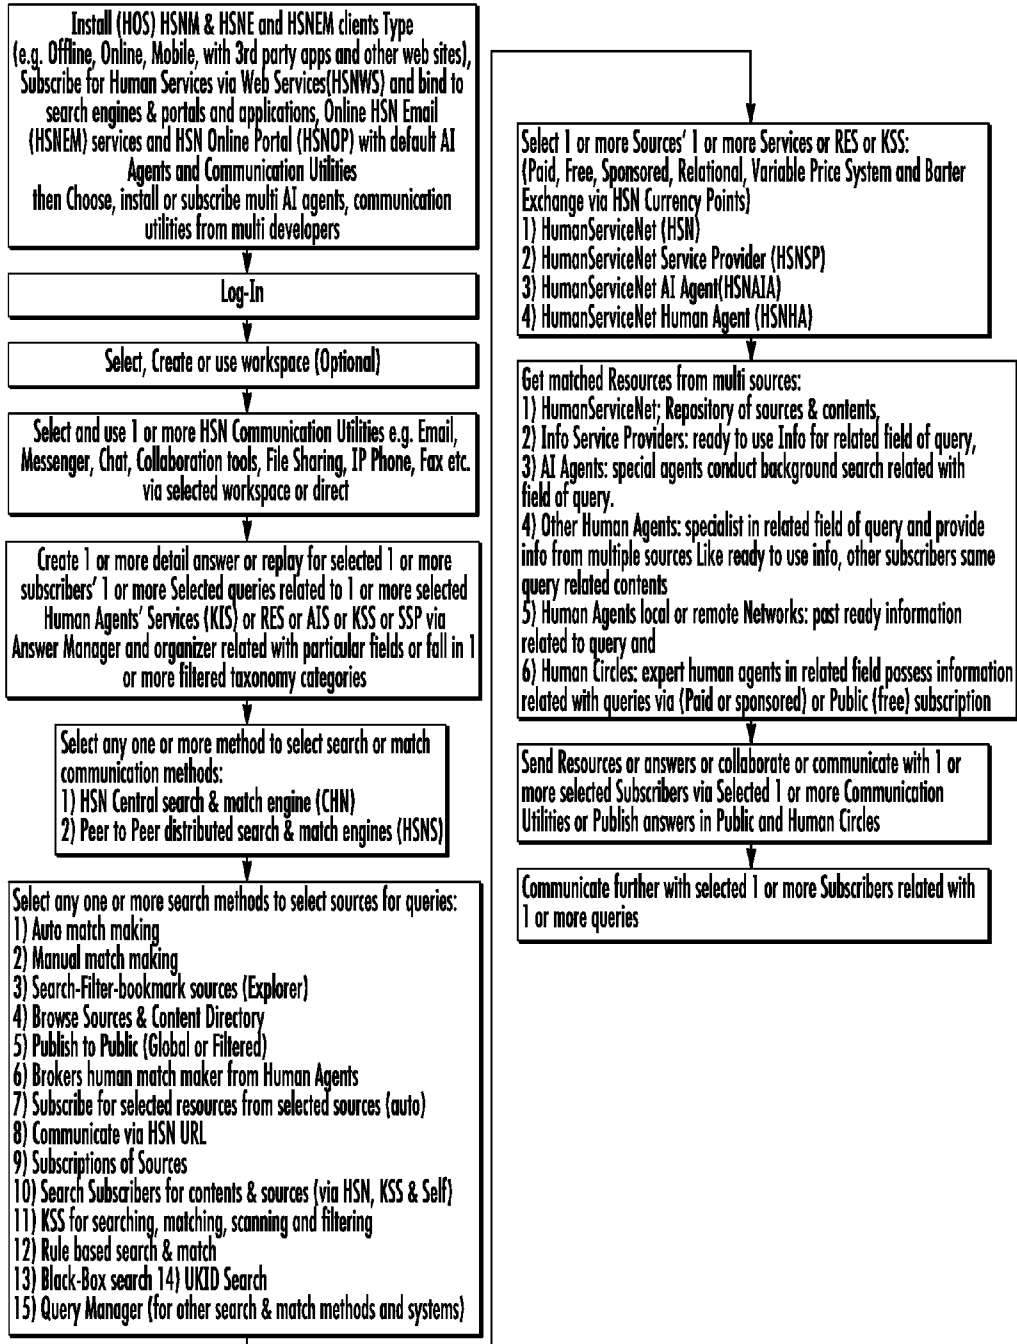 Install (HOS) HSNM & HSNE and HSNEM clients Type
(e.g. Offline, Online, Mobile, with 3rd party apps and other web sites),
Subscribe for Human Services via Web Services(HSNWS) and bind to
search engines & portals and applications, Online HSN Email
(HSNEM) services and HSN Online Portal (HSNOP) with default AI
Agents and Communication Utilities
then Choose, install or subscribe multi AI agents, communication
utilities from multi developers
Log-In
Select, Create or use workspace (Optional)
Select and use 1 or more HSN Communication Utilities e.g. Email,
Messenger, Chat, Collaboration tools, File Sharing, IP Phone, Fax etc.
via selected workspace or direct
Create 1 or more detail answer or replay for selected 1 or more
subscribers' 1 or more Selected queries related to 1 or more selected
Human Agents' Services (KIS) or RES or AIS or KSS or SSP via
Answer Manager and organizer related with particular fields or fall in 1
or more filtered taxonomy categories
Select any one or more method to select search or match
communication methods:
1) HSN Central search & match engine (CHN)
2) Peer to Peer distributed search & match engines (HSNS)
Select any one or more search methods to select sources for queries:
1) Auto match making
2) Manual match making
3) Search-Filter-bookmark sources (Explorer)
4) Browse Sources & Content Directory
5) Publish to Public (Global or Filtered)
6) Brokers human match maker from Human Agents
7) Subscribe for selected resources from selected sources (auto)
8) Communicate via HSN URL
9) Subscriptions of Sources
10) Search Subscribers for contents & sources (via HSN, KSS & Self)
11) KSS for searching, matching, scanning and filtering
12) Rule based search & match
13) Black-Box search 14) UKID Search
15) Query Manager (for other search & match methods and systems)
Select 1 or more Sources' 1 or more Services or RES or KSS:
(Paid, Free, Sponsored, Relational, Variable Price System and Barter
Exchange via HSN Currency Points)
1) HumanServiceNet (HSN)
2) HumanServiceNet Service Provider (HSNSP)
3) HumanServiceNet AI Agent(HSNAIA)
4) HumanServiceNet Human Agent (HSNHA)
Get matched Resources from multi sources:
1) HumanServiceNet; Repository of sources & contents,
2) Info Service Providers: ready to use Info for related field of query,
3) AI Agents: special agents conduct background search related with
field of query.
4) Other Human Agents: specialist in related field of query and provide
info from multiple sources Like ready to use info, other subscribers same
query related contents
5) Human Agents local or remote Networks: past ready information
related to query and
6) Human Circles: expert human agents in related field possess information
related with queries via (Paid or sponsored) or Public (free) subscription
Send Resources or answers or collaborate or communicate with 1 or
more selected Subscribers via Selected 1 or more Communication
Utilities or Publish answers in Public and Human Circles
Communicate further with selected 1 or more Subscribers related with
1 or more queries